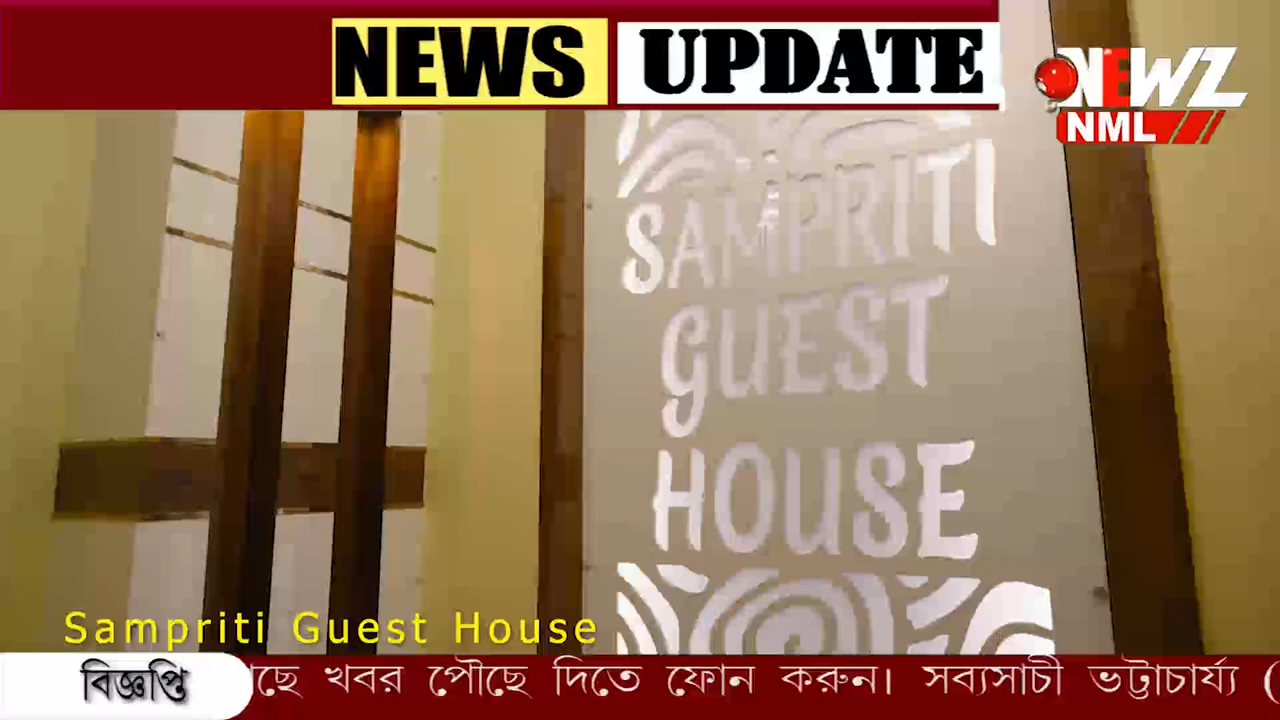 NEWS UPDATE
NEWZ
NML
SAMPRITI
GUEST
HOUSE
Sampriti Guest House
বিজ্ঞপ্তি
ছে খবর পৌছে দিতে ফোন করুন। সব্যসাচী ভট্টাচার্য্য (